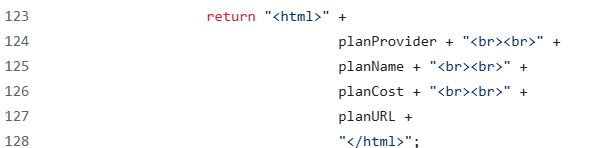 123 return "<html>" +
124 planProvider + "<br><br>" +
125 planName + "<br><br>" +
126 planCost + "<br><br>" +
127 planURL +
128 "</html>";